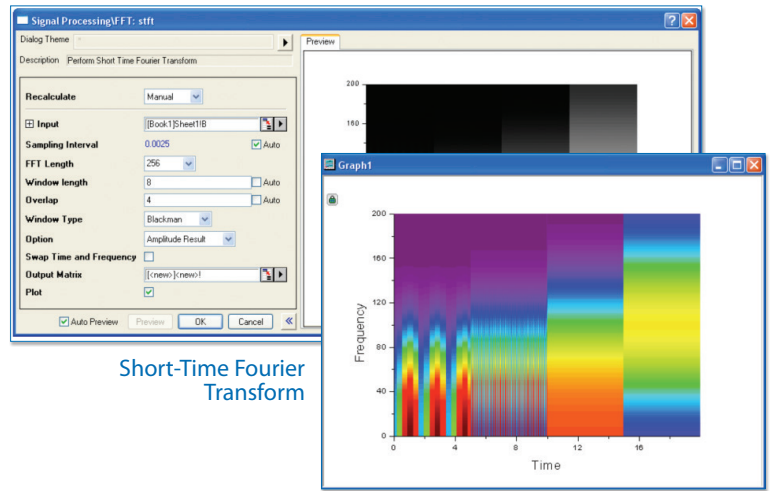 Signal Processing\FFT: stft
Dialog Theme *
Description Perform Short Time Fourier Transform
Recalculate Manual
Input [Book1]Sheet1!B
Sampling Interval 0.0025 Auto
FFT Length 256
Window length 8 Auto
Overlap 4 Auto
Window Type Blackman
Option Amplitude Result
Swap Time and Frequency
Output Matrix [<new>]<new>!
Plot
Auto Preview Preview OK Cancel
Preview
200
160
Short-Time Fourier
Transform
Graph1
200
160
120
80
40
0
Frequency
0 4 8 12 16
Time